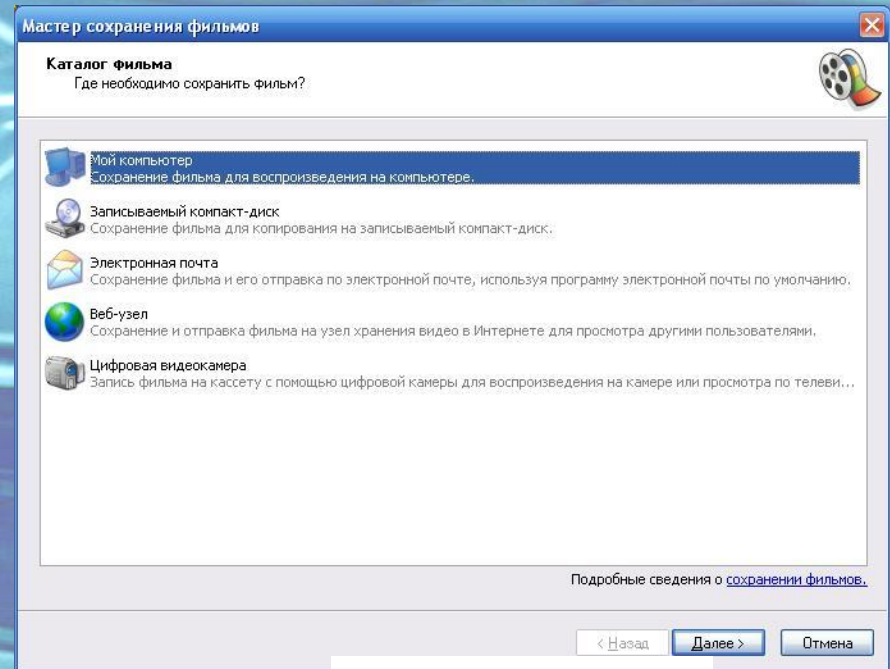 Мастер сохранения фильмов
Каталог фильма
Где необходимо сохранить фильм?
Мой компьютер
Сохранение фильма для воспроизведения на компьютере.
Записываемый компакт-диск
Сохранение фильма для копирования на записываемый компакт-диск.
Электронная почта
Сохранение фильма и его отправка по электронной почте, используя программу электронной почты по умолчанию.
Веб-узел
Сохранение и отправка фильма на узел хранения видео в Интернете для просмотра другими пользователями.
Цифровая видеокамера
Запись фильма на кассету с помощью цифровой камеры для воспроизведения на камере или просмотра по телеви...
Подробные сведения о сохранении фильмов.
< Назад Далее > Отмена